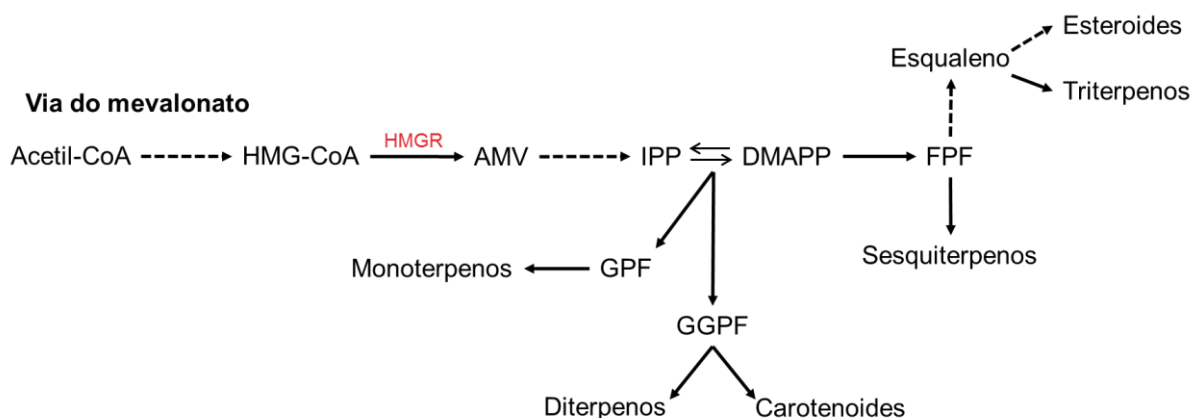 Esteroides
Esqualeno
Via do mevalonato
Triterpenos
HMGR
Acetil-CoA HMG-CoA AMV IPP DMAPP FPF
Sesquiterpenos
Monoterpenos GPF
GGPF
Diterpenos Carotenoides